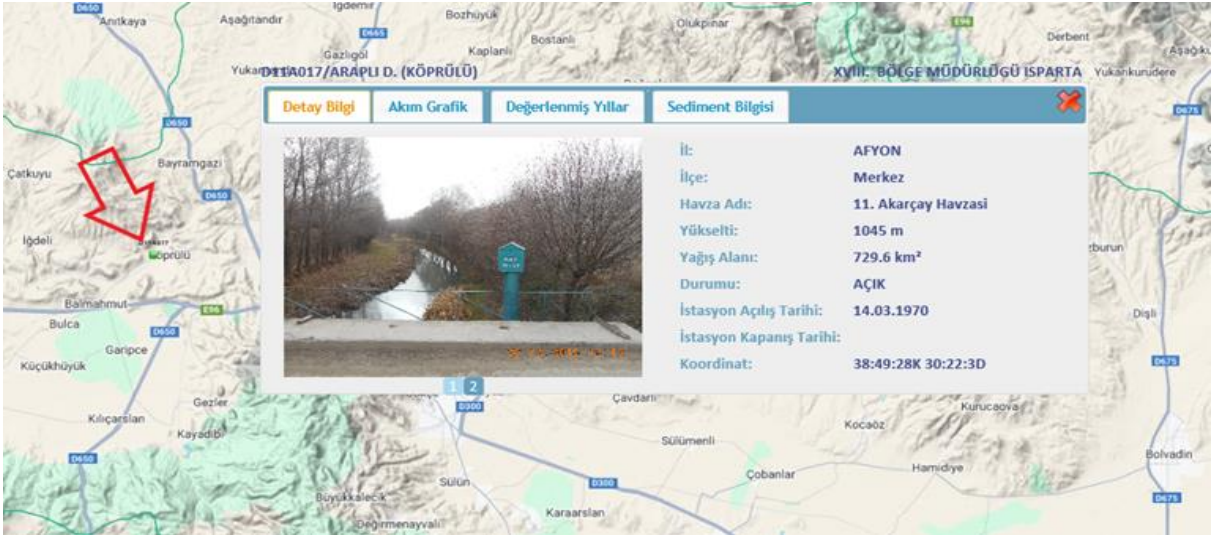 D650
Anıtkaya
Aşağıtandır
İğdemir
Bozhüyük
Olukpınar
E96
Derbent
D665
Bostanlı
Gazlıgöl
Kaplanlı
D11A017/ARAPLI D. (KÖPRÜLÜ)
XVIII. BÖLGE MÜDÜRLÜĞÜ ISPARTA
Yukarıkurudere
Detay Bilgi
Akım Grafik
Değerlenmiş Yıllar
Sediment Bilgisi
D675
D650
Bayramgazi
Çatkuyu
D650
İğdeli
Köprülü
İl: AFYON
İlçe: Merkez
Havza Adı: 11. Akarçay Havzasi
Yükselti: 1045 m
Yağış Alanı: 729.6 km²
Durumu: AÇIK
İstasyon Açılış Tarihi: 14.03.1970
İstasyon Kapanış Tarihi:
Koordinat: 38:49:28K 30:22:3D
Balmahmut
E96
Bulca
D650
Garipçe
Küçükhüyük
Dişli
D675
1 2
Gezler
D300
Çavdarlı
Kurucaova
Kılıçarslan
Kayadibi
Kocaöz
Sülümenli
D650
Bolvadin
Hamidiye
Çobanlar
Sülün
D300
Büyükkalecik
D675
Karaarslan
Değirmenayvalı